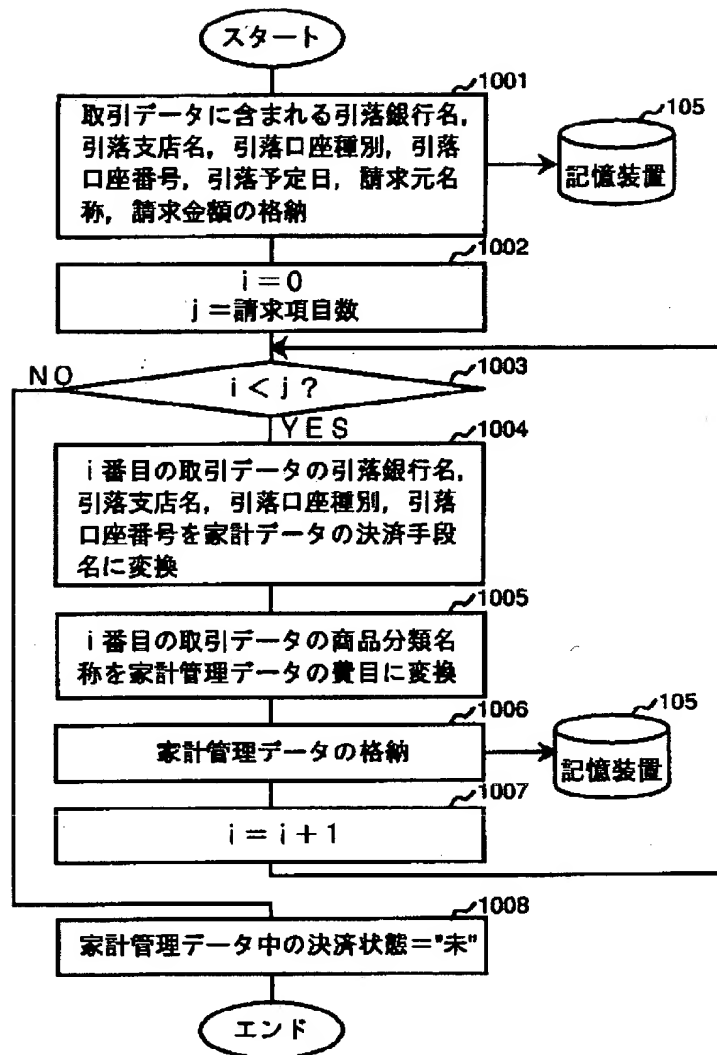 スタート
1001
取引データに含まれる引落銀行名,
引落支店名, 引落口座種別, 引落
口座番号, 引落予定日, 請求元名
称, 請求金額の格納
105
記憶装置
1002
i=0
j=請求項目数
1003
NO
i<j?
YES
1004
i番目の取引データの引落銀行名,
引落支店名, 引落口座種別, 引落
口座番号を家計データの決済手段
名に変換
1005
i番目の取引データの商品分類名
称を家計管理データの費目に変換
1006
家計管理データの格納
105
記憶装置
1007
i=i+1
1008
家計管理データ中の決済状態="未"
エンド